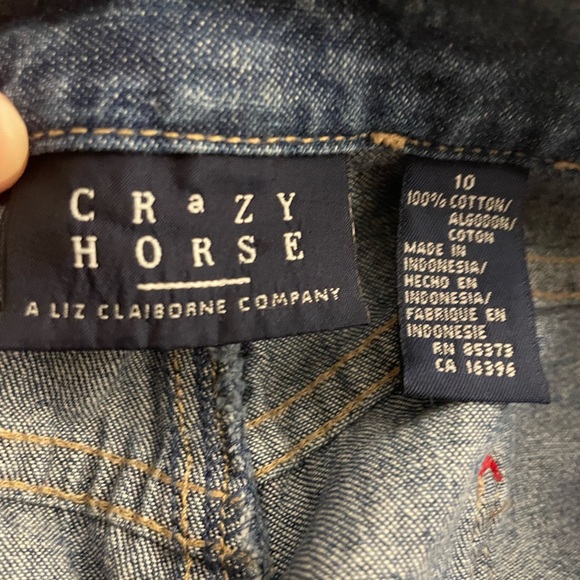 CRaZY
HORSE
A LIZ CLAIBORNE COMPANY
10
100% COTTON/
ALGODON/
COTON
MADE IN
INDONESIA/
HECHO EN
INDONESIA/
FABRIQUE EN
INDONESIE
RN 85373
CA 16396